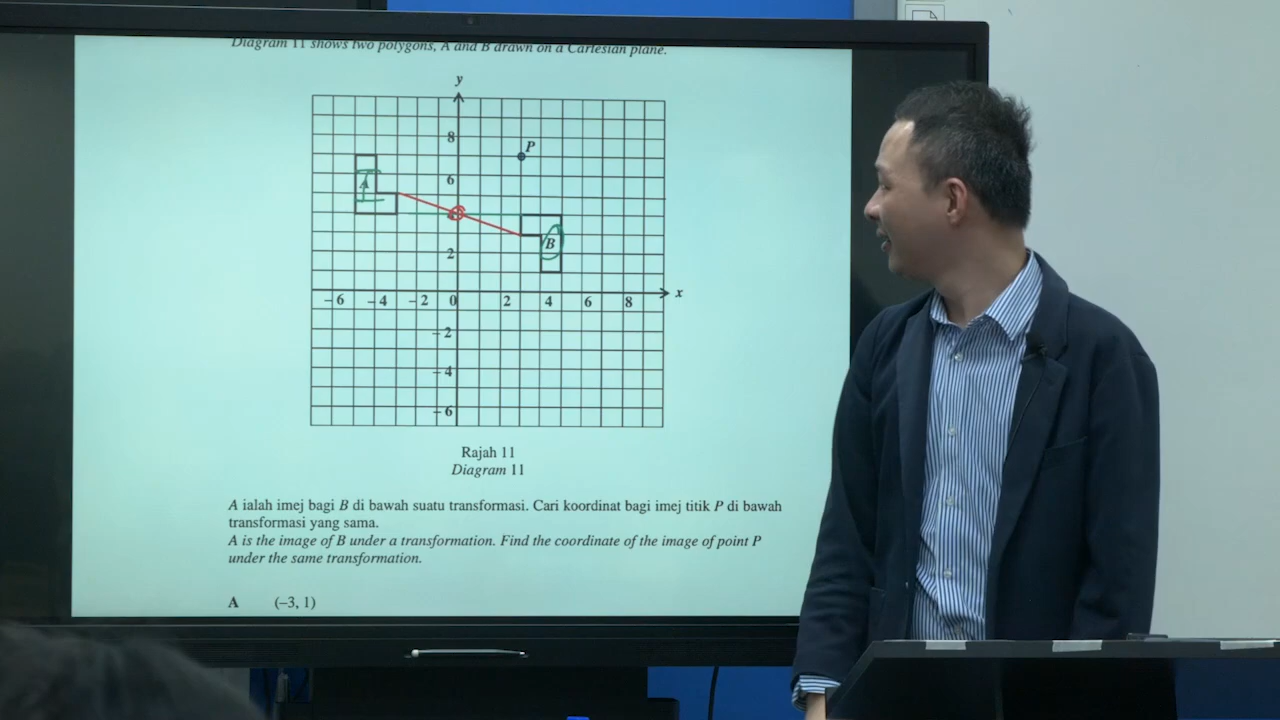 Diagram 11 shows two polygons, A and B drawn on a Cartesian plane.
y
8
P
6
A
4
B
2
–6 –4 –2 0 2 4 6 8 x
–2
–4
–6
Rajah 11
Diagram 11
A ialah imej bagi B di bawah suatu transformasi. Cari koordinat bagi imej titik P di bawah
transformasi yang sama.
A is the image of B under a transformation. Find the coordinate of the image of point P
under the same transformation.
A (–3, 1)